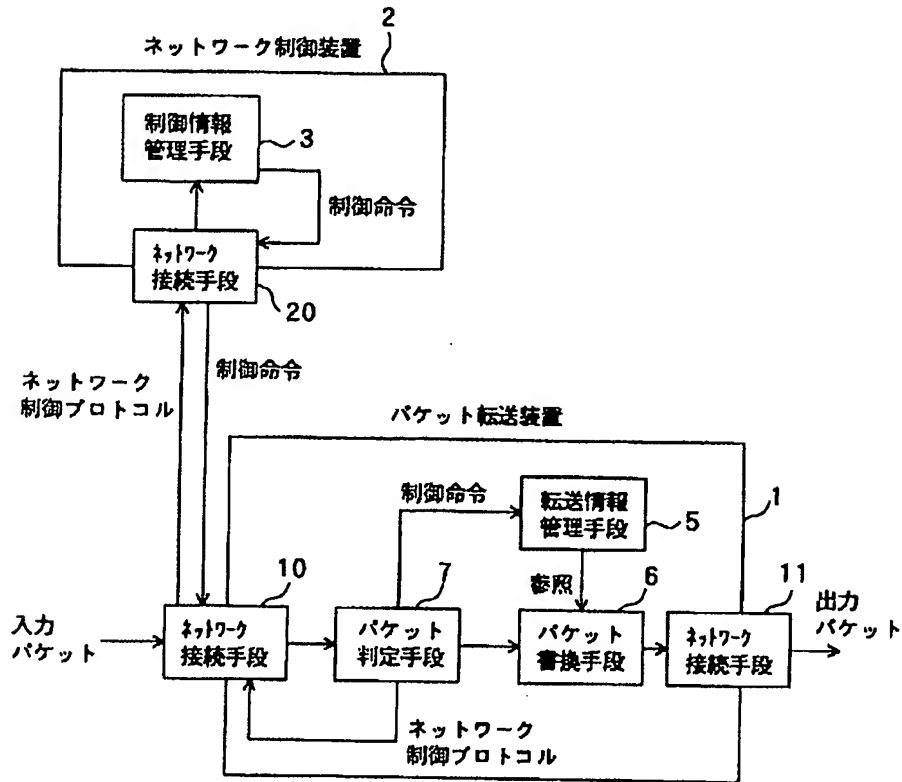 2
ネットワーク制御装置
制御情報
管理手段
3
制御命令
ネットワーク
接続手段
20
制御命令
ネットワーク
制御プロトコル
パケット転送装置
制御命令
転送情報
管理手段
5
1
参照
10
7
6
11
入力
パケット
ネットワーク
接続手段
パケット
判定手段
パケット
書換手段
ネットワーク
接続手段
出力
パケット
ネットワーク
制御プロトコル